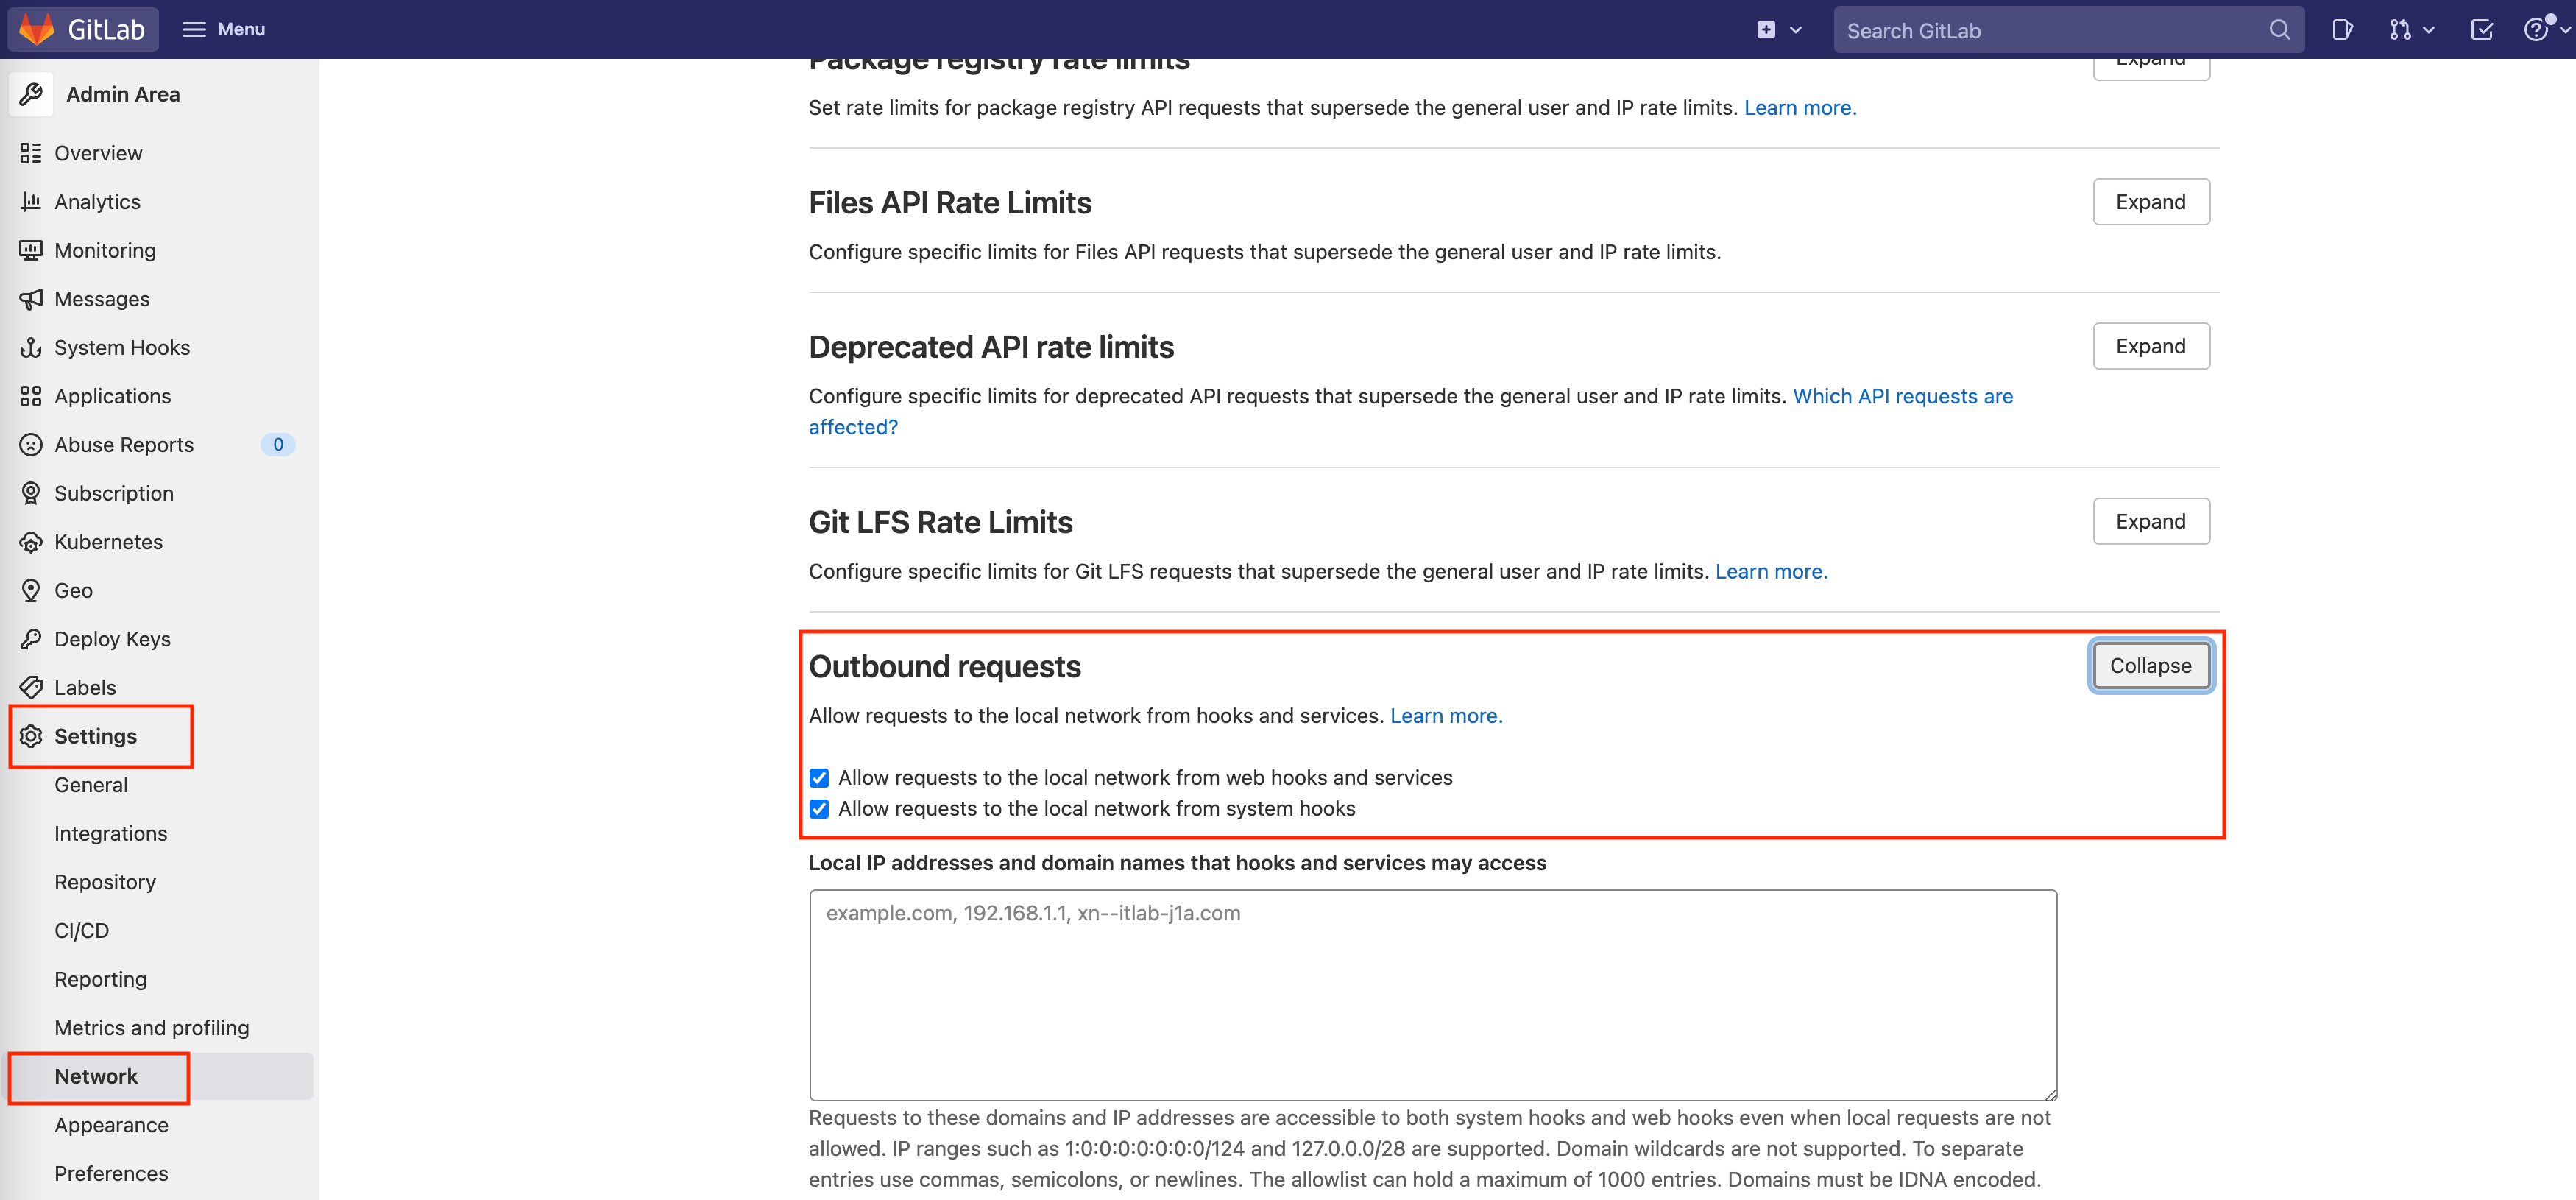 GitLab
Menu
Search GitLab
Admin Area
Overview
Analytics
Monitoring
Messages
System Hooks
Applications
Abuse Reports 0
Subscription
Kubernetes
Geo
Deploy Keys
Labels
Settings
General
Integrations
Repository
CI/CD
Reporting
Metrics and profiling
Network
Appearance
Preferences
Package registry rate limits
Expand
Set rate limits for package registry API requests that supersede the general user and IP rate limits. Learn more.
Files API Rate Limits
Expand
Configure specific limits for Files API requests that supersede the general user and IP rate limits.
Deprecated API rate limits
Expand
Configure specific limits for deprecated API requests that supersede the general user and IP rate limits. Which API requests are
affected?
Git LFS Rate Limits
Expand
Configure specific limits for Git LFS requests that supersede the general user and IP rate limits. Learn more.
Outbound requests
Collapse
Allow requests to the local network from hooks and services. Learn more.
Allow requests to the local network from web hooks and services
Allow requests to the local network from system hooks
Local IP addresses and domain names that hooks and services may access
example.com, 192.168.1.1, xn--itlab-j1a.com
Requests to these domains and IP addresses are accessible to both system hooks and web hooks even when local requests are not
allowed. IP ranges such as 1:0:0:0:0:0:0:0/124 and 127.0.0.0/28 are supported. Domain wildcards are not supported. To separate
entries use commas, semicolons, or newlines. The allowlist can hold a maximum of 1000 entries. Domains must be IDNA encoded.